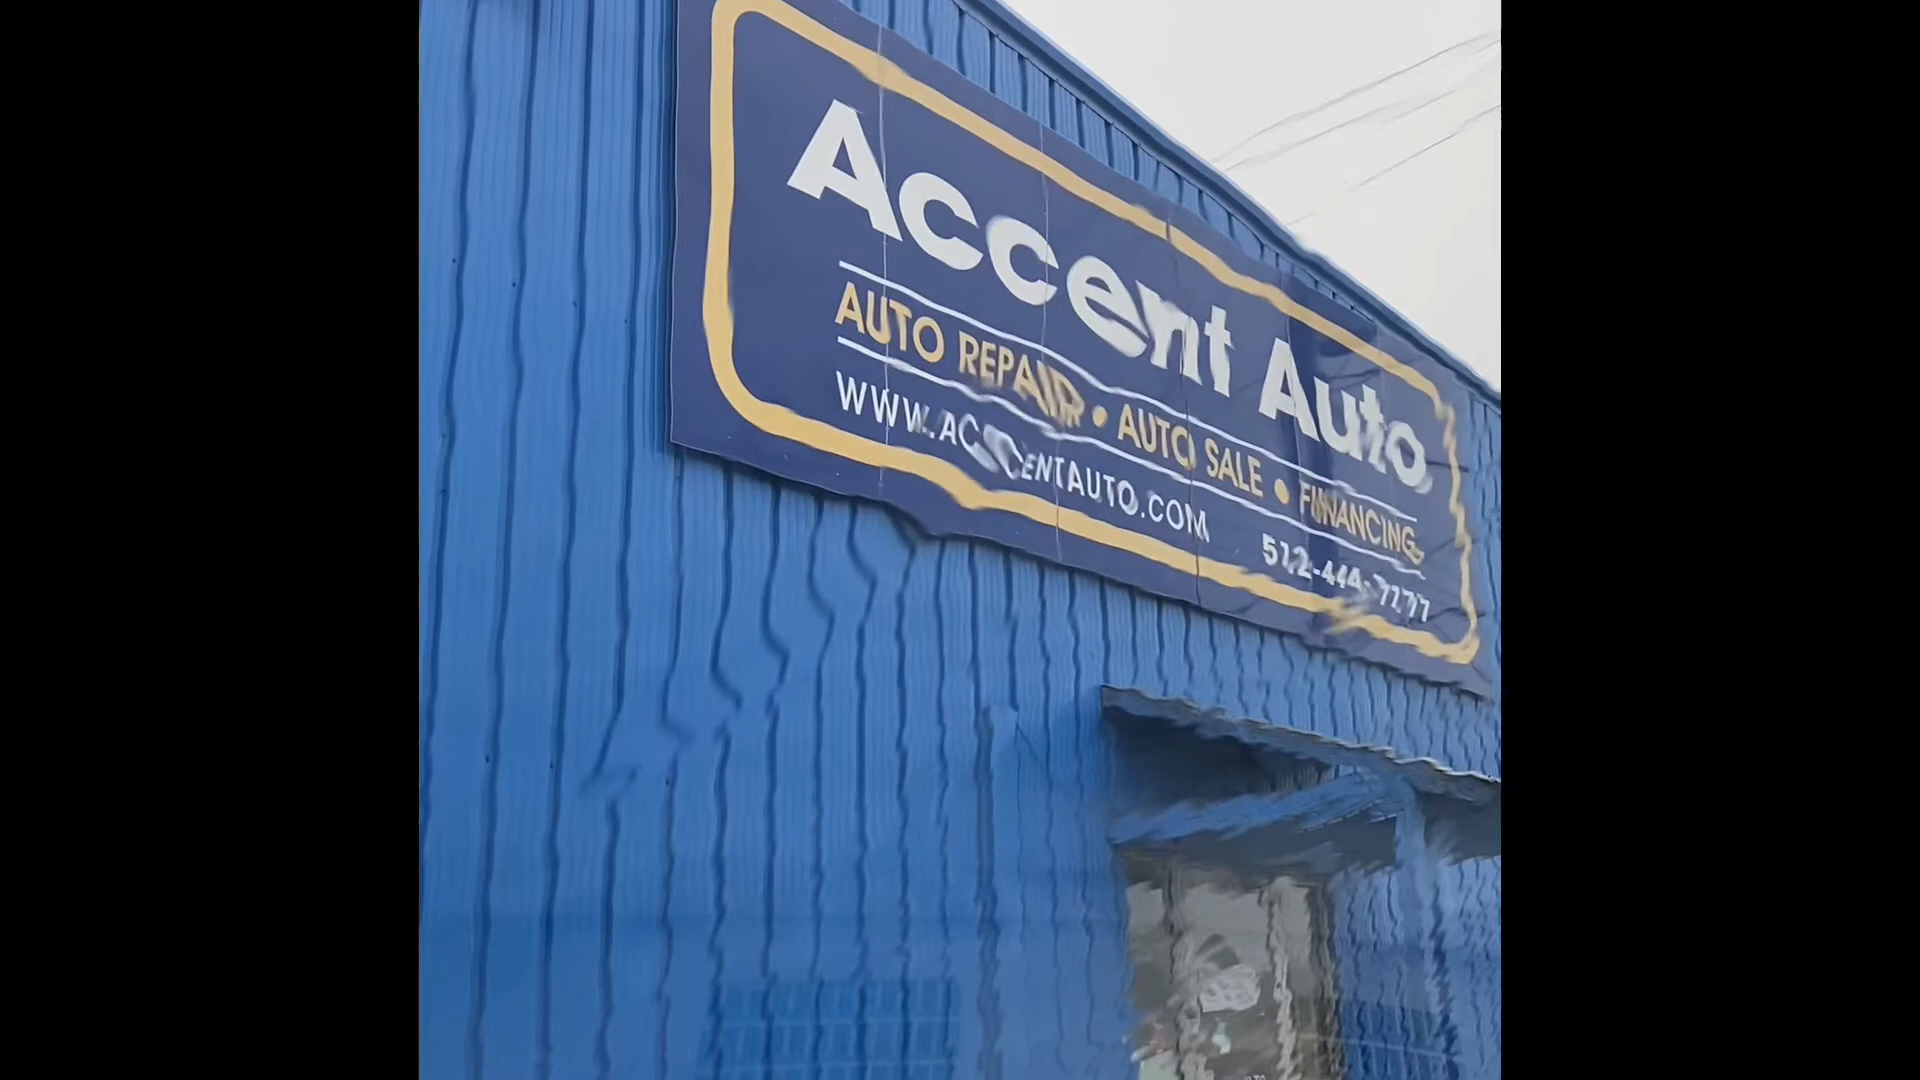 Accent Auto
AUTO REPAIR • AUTO SALE • FINANCING
WWW.ACCENTAUTO.COM
512-444-7777